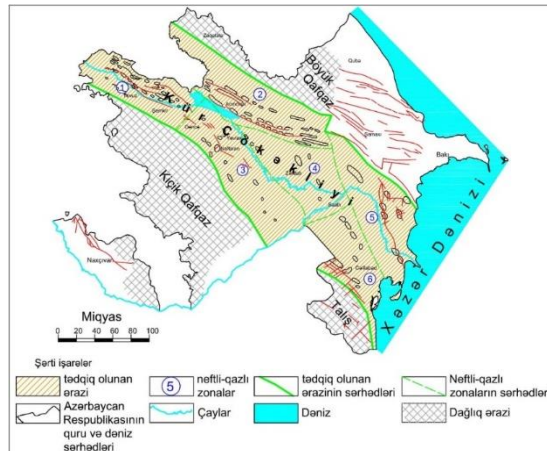 Böyük
Qafqaz
Quba
Bakı
Kür Çökəkliyi
Kiçik Qafqaz
Naxçıvan
Talış
Xəzər Dənizi
1
2
3
4
5
6
Miqyas
0 20 40 60 80 100
Şərti işarələr
tədqiq olunan
ərazi
5
neftli-qazlı
zonalar
tədqiq olunan
ərazinin sərhədləri
Neftli-qazlı
zonaların sərhədlər
Azərbaycan
Respublikasının
quru və dəniz
sərhədləri
Çaylar
Dəniz
Dağlıq ərazi